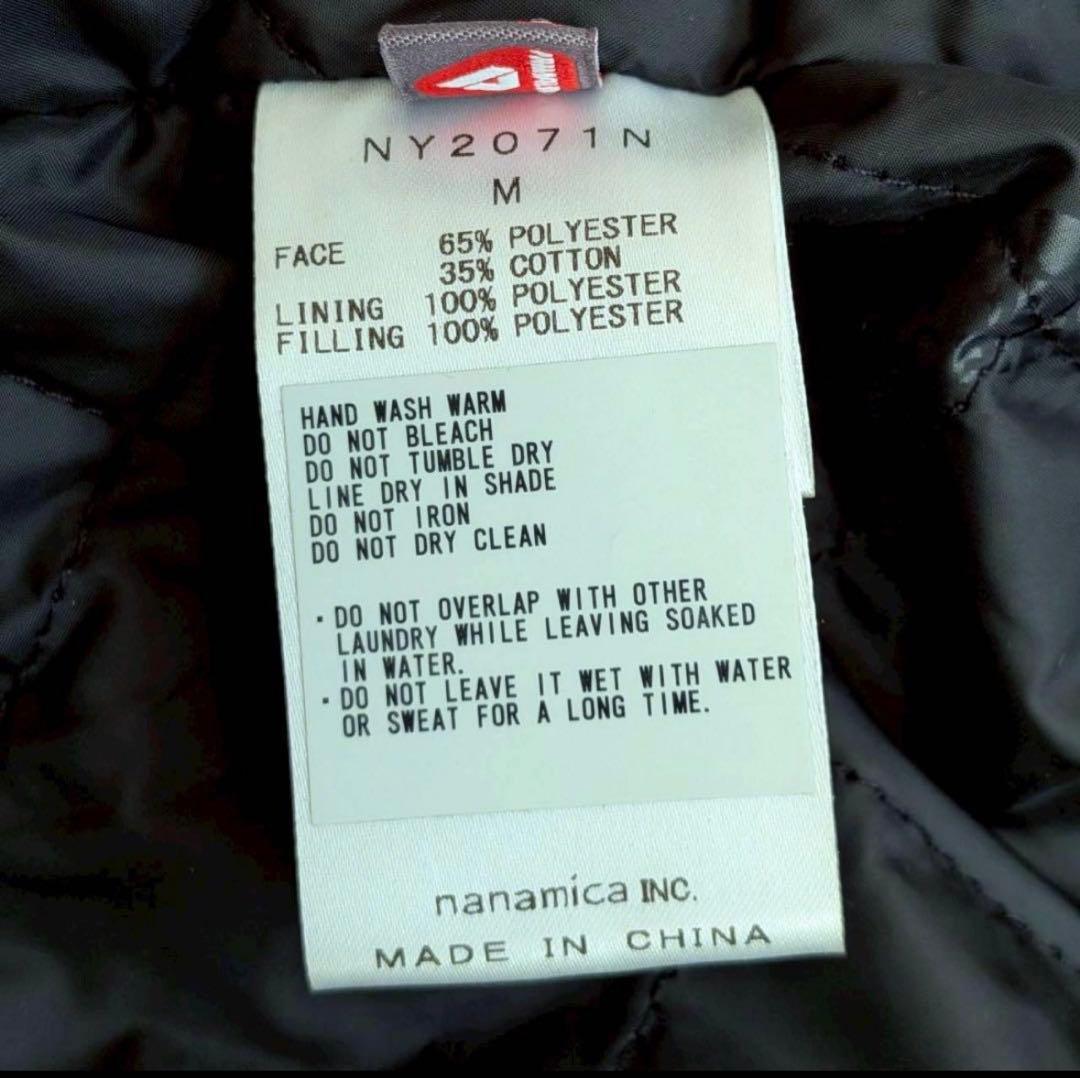 NY2071N
M
FACE 65% POLYESTER
35% COTTON
LINING 100% POLYESTER
FILLING 100% POLYESTER
HAND WASH WARM
DO NOT BLEACH
DO NOT TUMBLE DRY
LINE DRY IN SHADE
DO NOT IRON
DO NOT DRY CLEAN
・DO NOT OVERLAP WITH OTHER
LAUNDRY WHILE LEAVING SOAKED
IN WATER.
・DO NOT LEAVE IT WET WITH WATER
OR SWEAT FOR A LONG TIME.
nanamica INC.
MADE IN CHINA